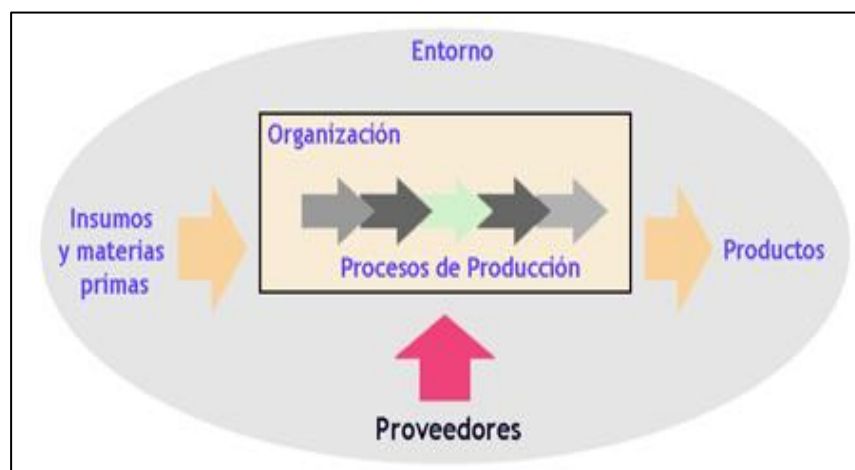 Entorno
Organización
Insumos
y materias
primas
Procesos de Producción
Productos
Proveedores